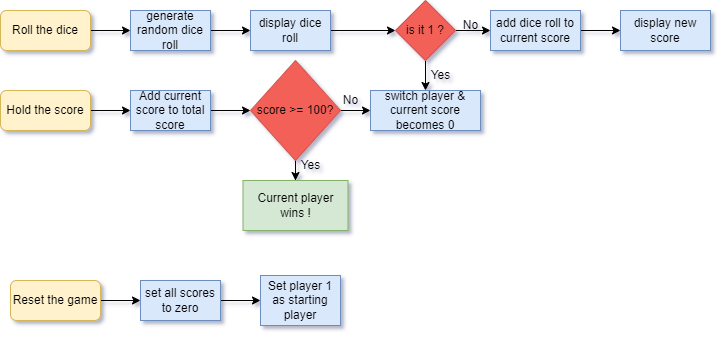 Roll the dice
generate
random dice
roll
display dice
roll
is it 1 ?
No
add dice roll to
current score
display new
score
Yes
Hold the score
Add current
score to total
score
score >= 100?
No
switch player &
current score
becomes 0
Yes
Current player
wins !
Reset the game
set all scores
to zero
Set player 1
as starting
player